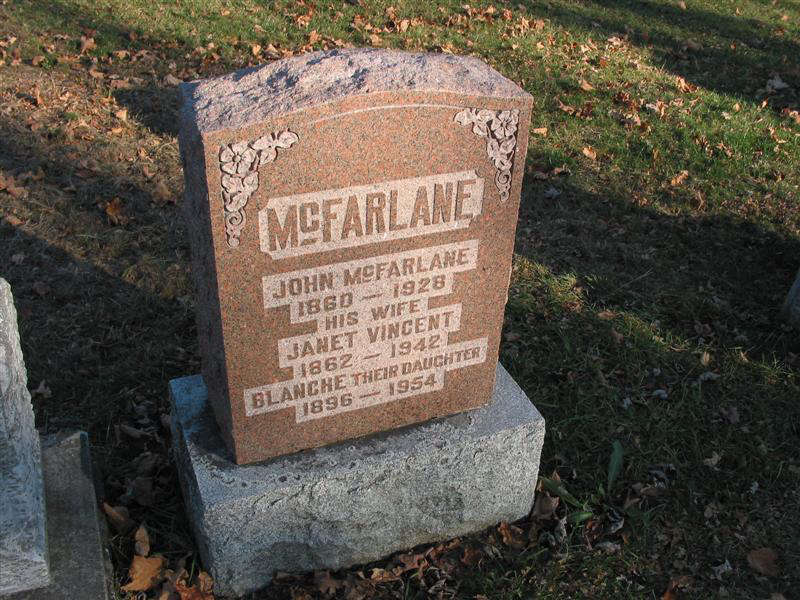 McFARLANE
JOHN McFARLANE
1860 — 1928
HIS WIFE
JANET VINCENT
1862 — 1942
BLANCHE THEIR DAUGHTER
1896 — 1954